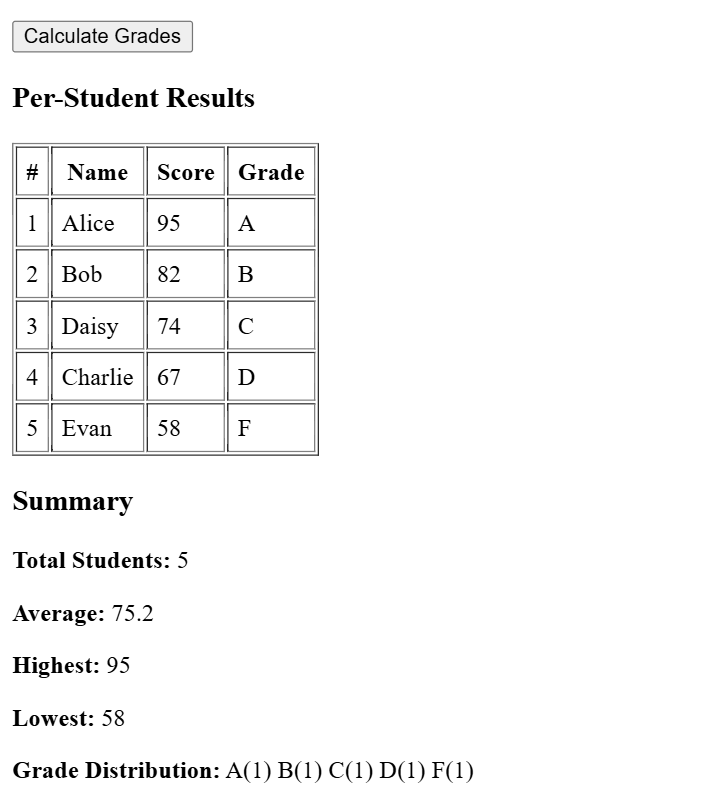 Calculate Grades
Per-Student Results
# Name Score Grade
1 Alice 95 A
2 Bob 82 B
3 Daisy 74 C
4 Charlie 67 D
5 Evan 58 F
Summary
Total Students: 5
Average: 75.2
Highest: 95
Lowest: 58
Grade Distribution: A(1) B(1) C(1) D(1) F(1)